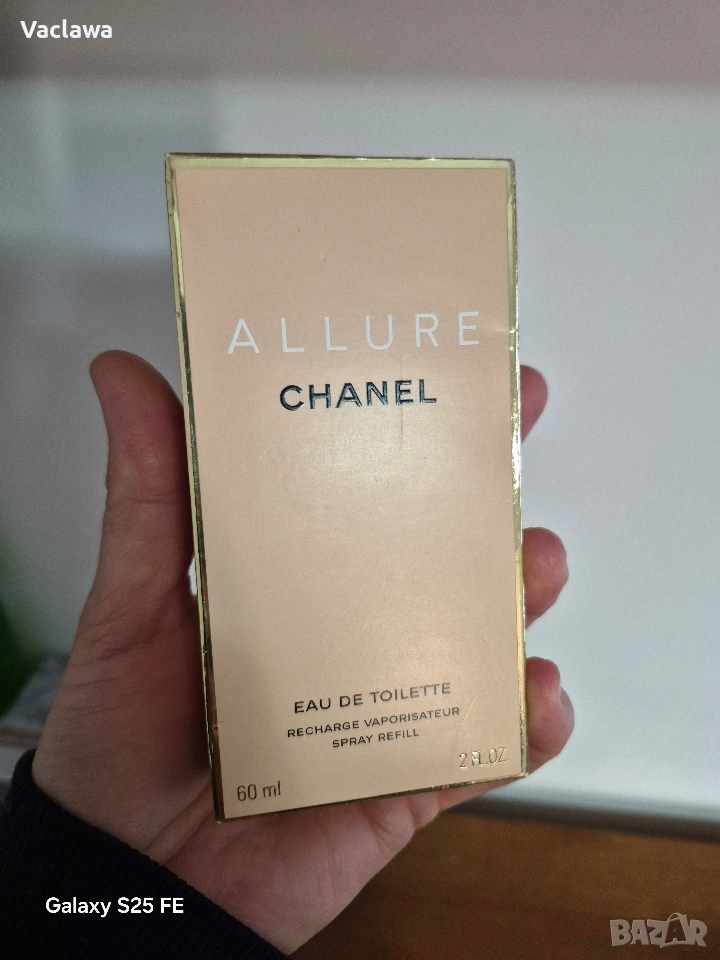 Vaclawa
ALLURE
CHANEL
EAU DE TOILETTE
RECHARGE VAPORISATEUR
SPRAY REFILL
2 FL.OZ.
60 ml
Galaxy S25 FE
BAZAR